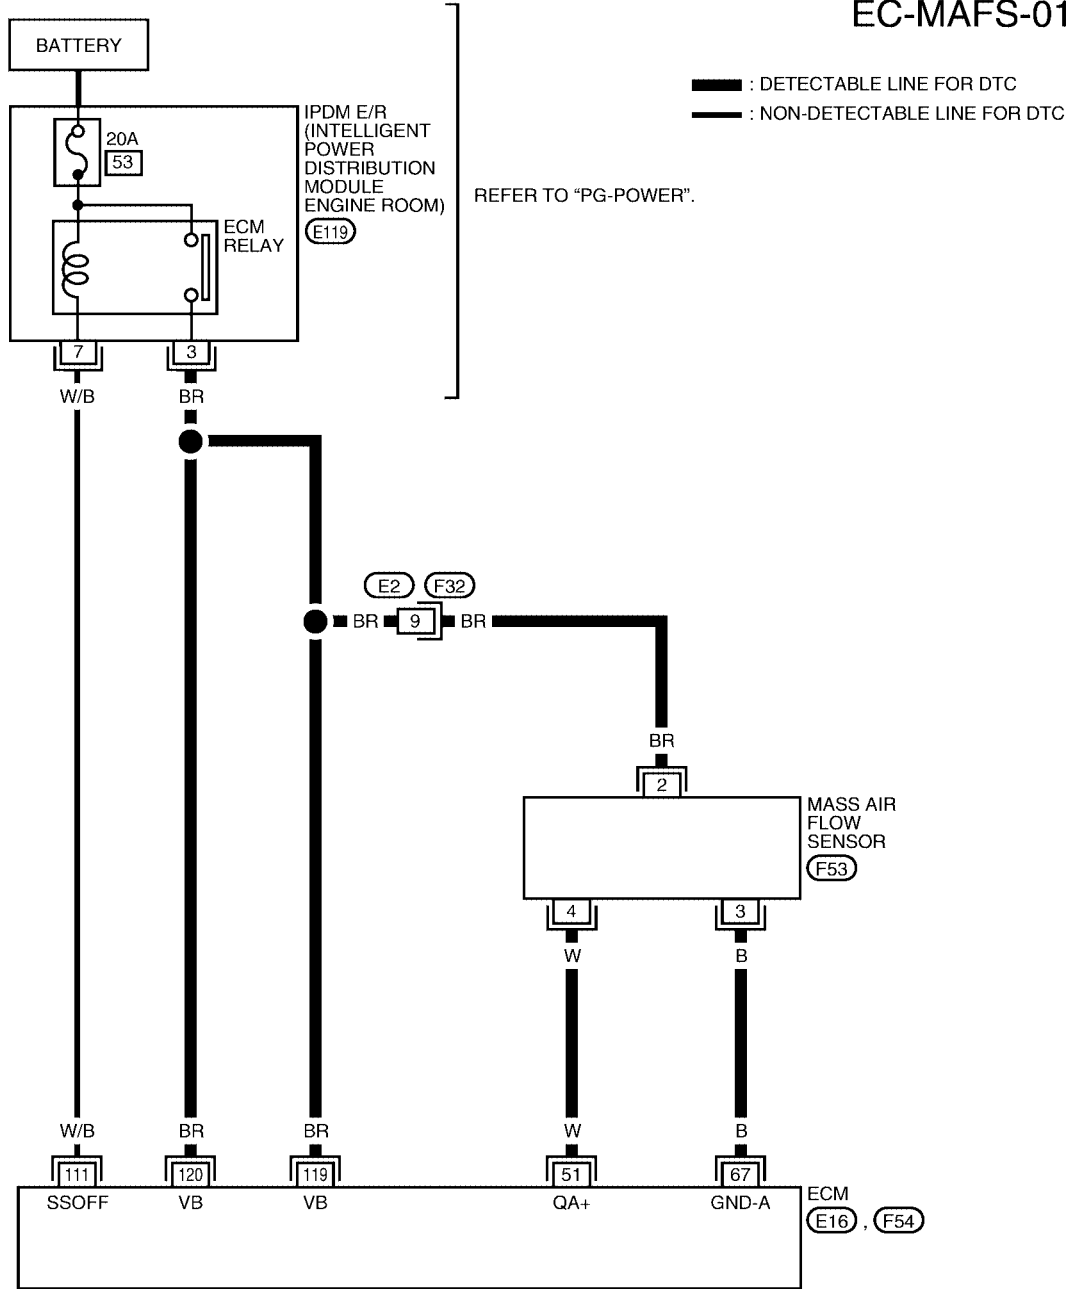 EC-MAFS-01
BATTERY
: DETECTABLE LINE FOR DTC
: NON-DETECTABLE LINE FOR DTC
20A
53
IPDM E/R
(INTELLIGENT
POWER
DISTRIBUTION
MODULE
ENGINE ROOM)
E119
REFER TO “PG-POWER”.
ECM
RELAY
7
3
W/B
BR
E2
F32
BR
9
BR
BR
2
MASS AIR
FLOW
SENSOR
F53
4
3
W
B
W/B
BR
BR
W
B
111
120
119
51
67
SSOFF
VB
VB
QA+
GND-A
ECM
E16 , F54